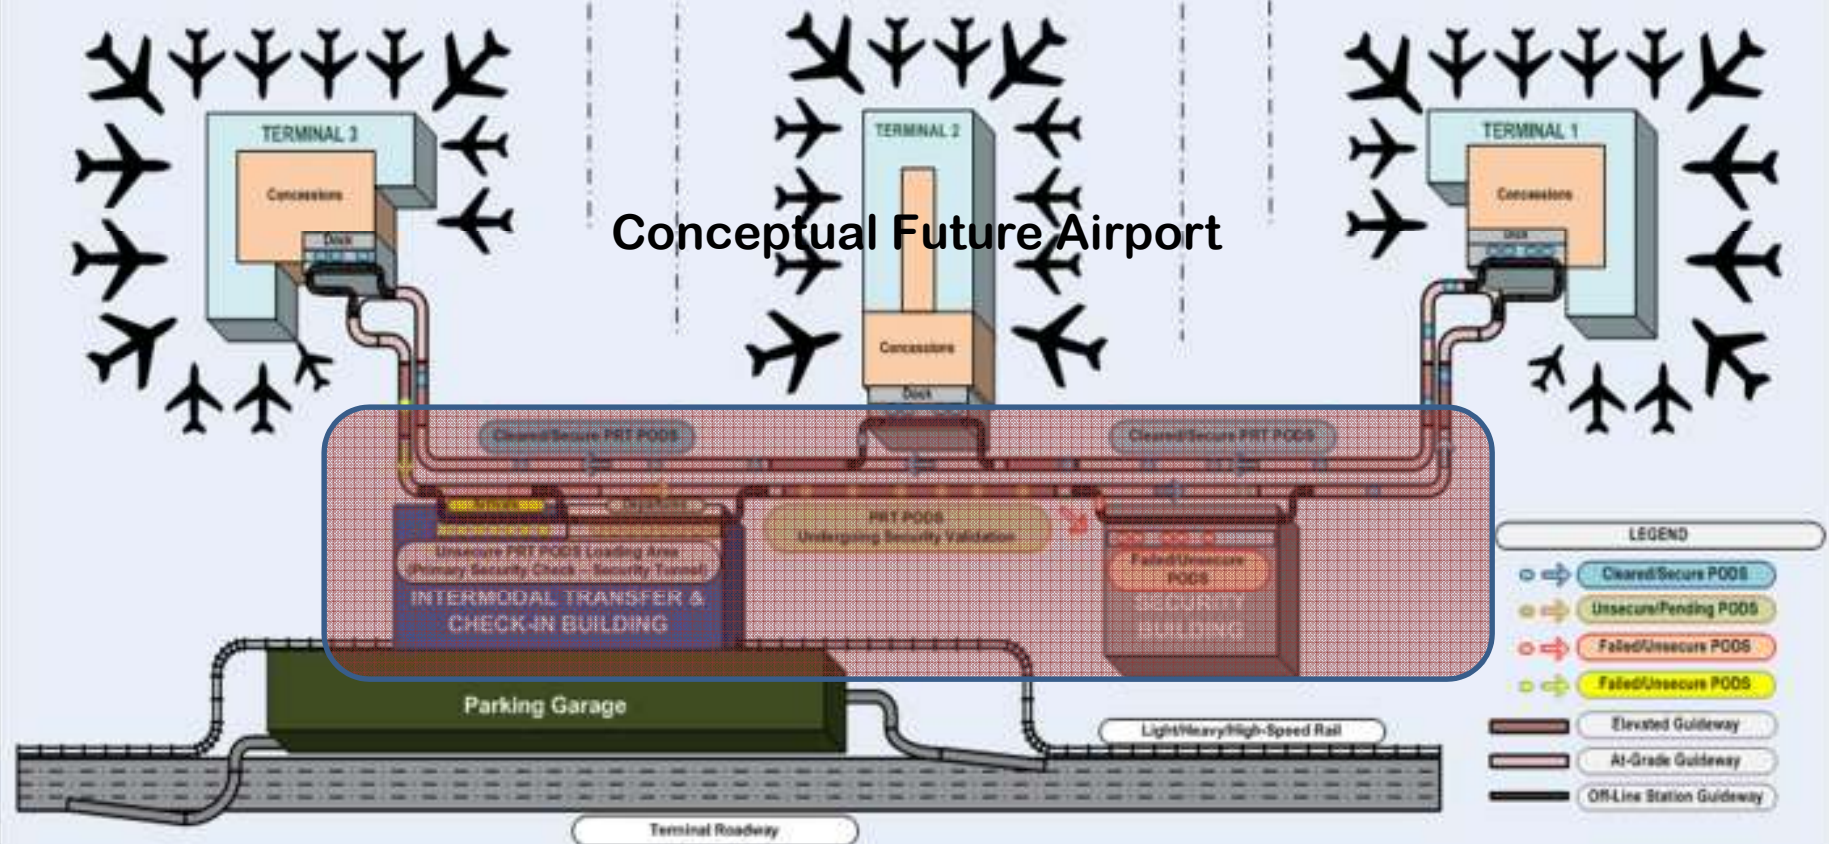 TERMINAL 3
Concessions
Dock
TERMINAL 2
Concessions
Dock
TERMINAL 1
Concessions
Dock
Conceptual Future Airport
Cleared/Secure PRT PODS
Cleared/Secure PRT PODS
Arrivals
Departures
Unsecure PRT PODS Loading Area
(Primary Security Check – Security Tunnel)
INTERMODAL TRANSFER &
CHECK-IN BUILDING
PRT PODS
Undergoing Security Validation
Failed/Unsecure
PODS
SECURITY
BUILDING
Parking Garage
Light/Heavy/High-Speed Rail
Terminal Roadway
LEGEND
Cleared/Secure PODS
Unsecure/Pending PODS
Failed/Unsecure PODS
Failed/Unsecure PODS
Elevated Guideway
At-Grade Guideway
Off-Line Station Guideway